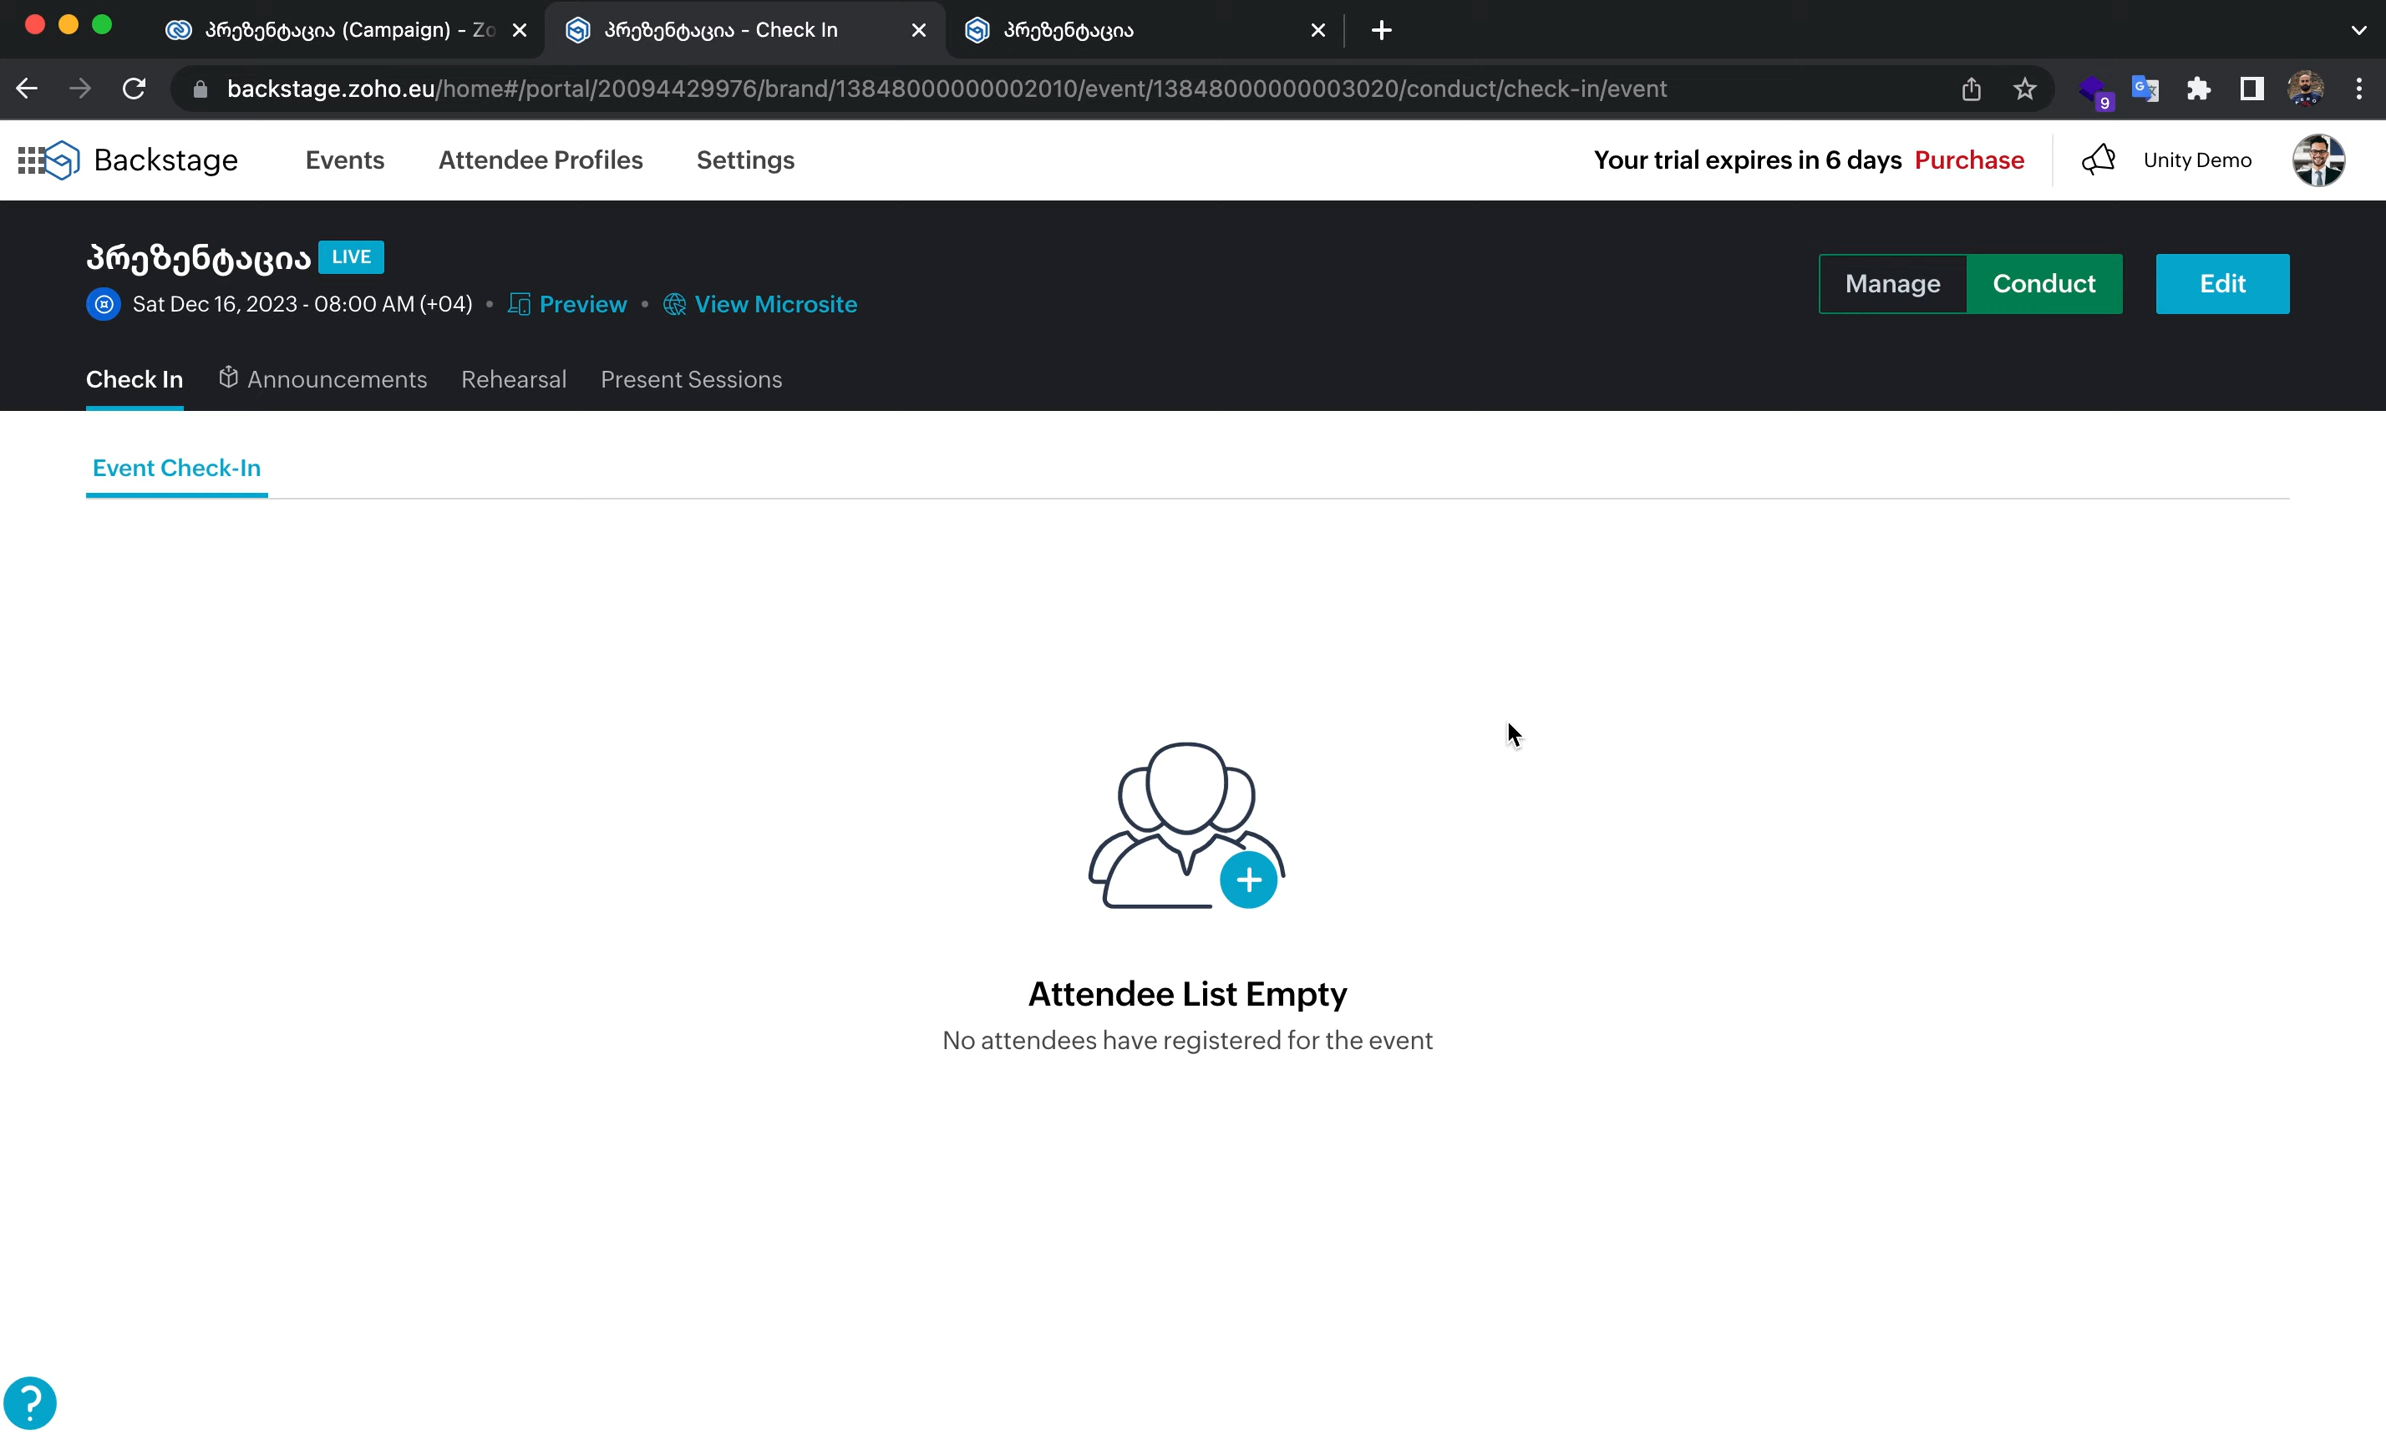 პრეზენტაცია (Campaign) - Zo
პრეზენტაცია - Check In
პრეზენტაცია
backstage.zoho.eu/home#/portal/20094429976/brand/13848000000002010/event/13848000000003020/conduct/check-in/event
9
Backstage
Events
Attendee Profiles
Settings
Your trial expires in 6 days Purchase
Unity Demo
პრეზენტაცია LIVE
Sat Dec 16, 2023 - 08:00 AM (+04) • Preview • View Microsite
Manage
Conduct
Edit
Check In
Announcements
Rehearsal
Present Sessions
Event Check-In
Attendee List Empty
No attendees have registered for the event
?